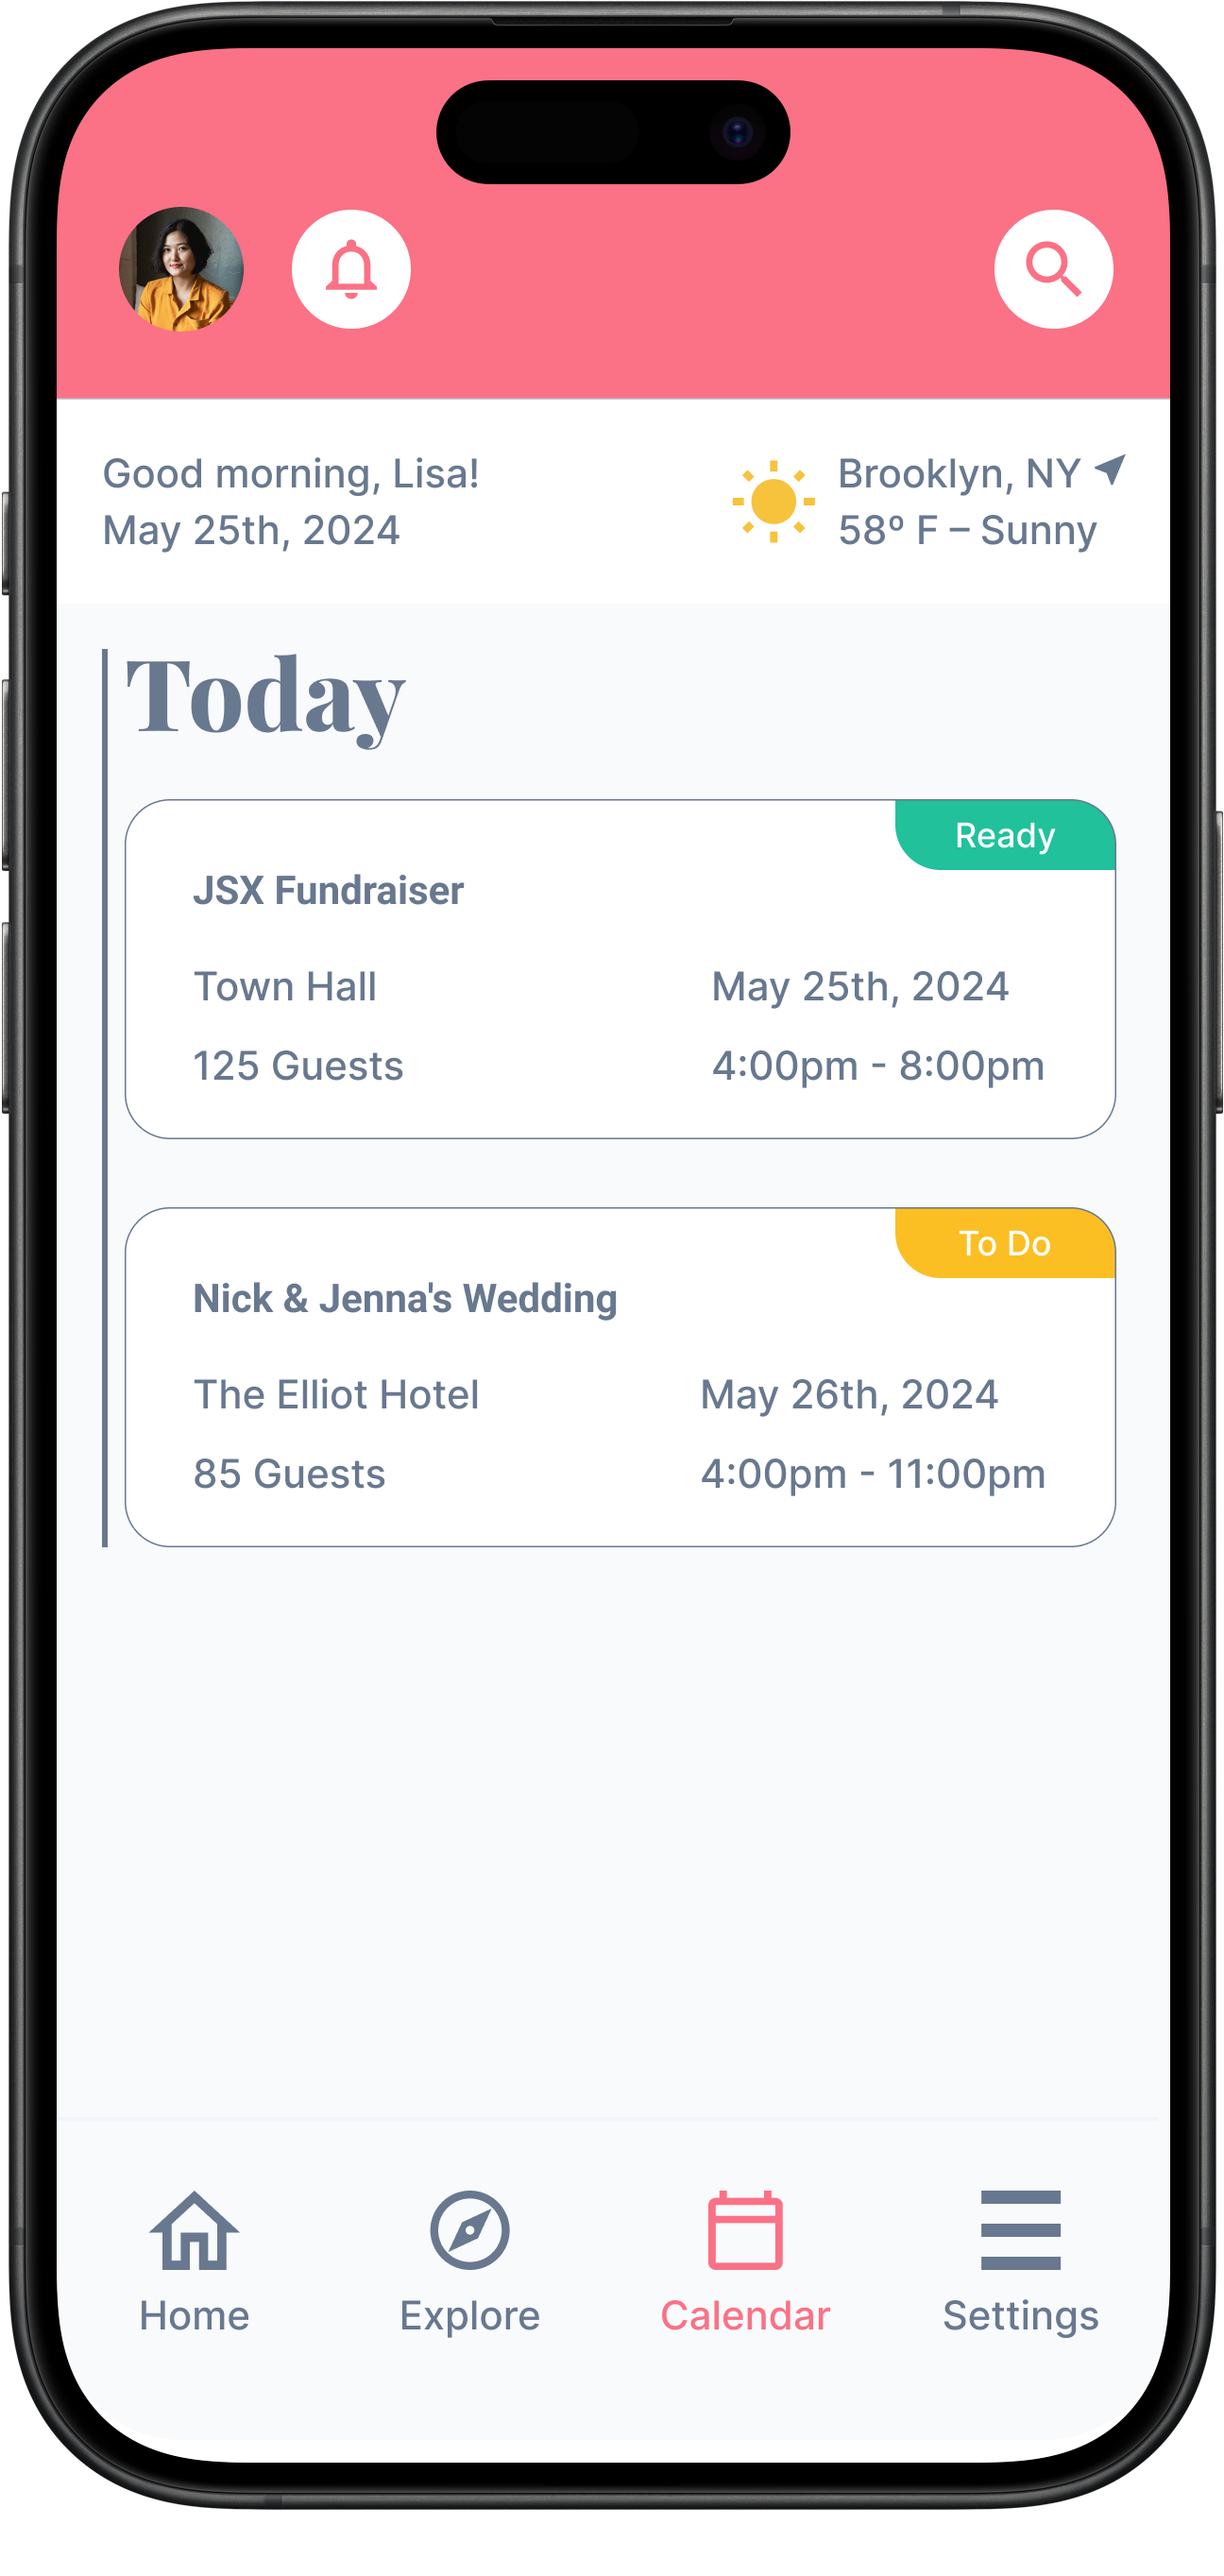 Good morning, Lisa!
May 25th, 2024
Brooklyn, NY
58º F – Sunny
Today
Ready
JSX Fundraiser
Town Hall
May 25th, 2024
125 Guests
4:00pm - 8:00pm
To Do
Nick & Jenna's Wedding
The Elliot Hotel
May 26th, 2024
85 Guests
4:00pm - 11:00pm
Home
Explore
Calendar
Settings